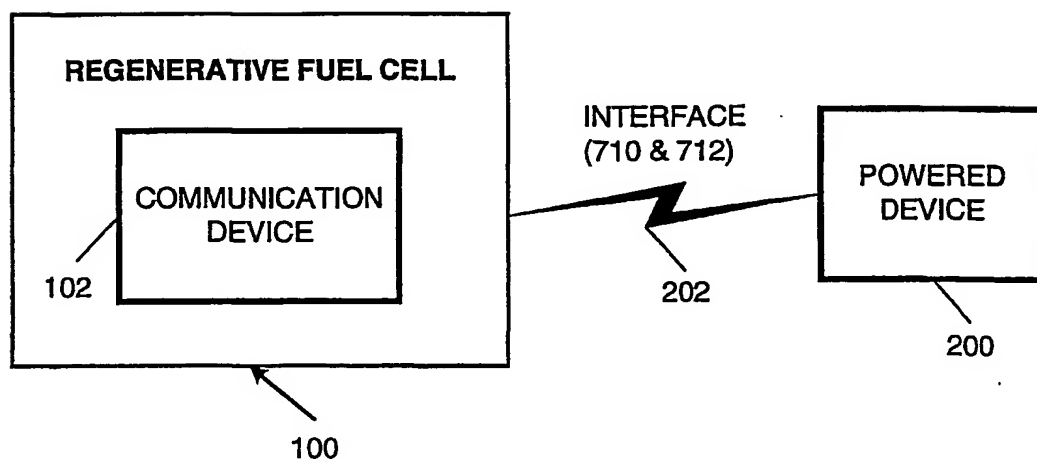 REGENERATIVE FUEL CELL
COMMUNICATION
DEVICE
102
100
INTERFACE
(710 & 712)
202
POWERED
DEVICE
200